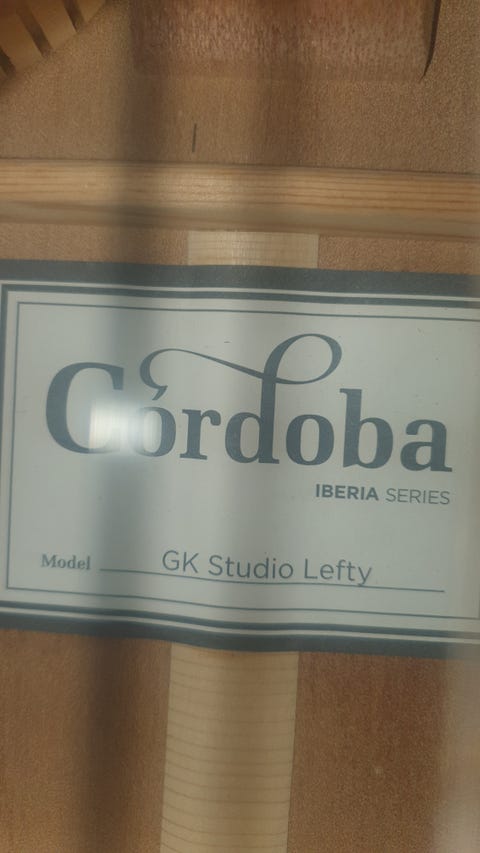 Córdoba
IBERIA SERIES
Model GK Studio Lefty